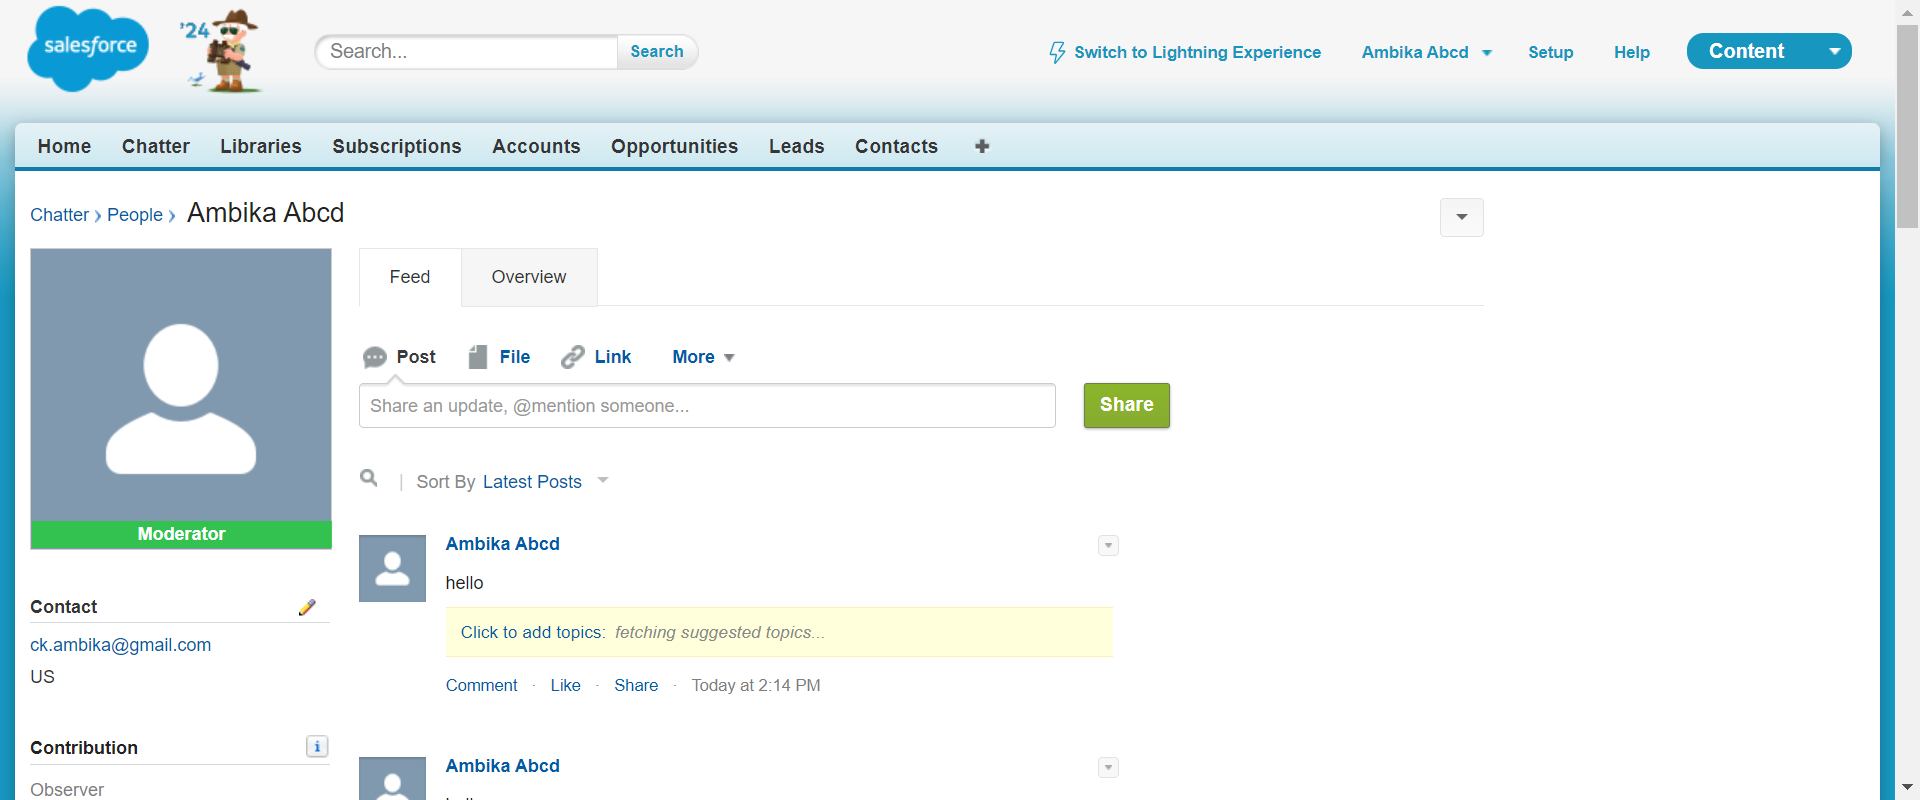 salesforce
'24
Search...
Search
Switch to Lightning Experience
Ambika Abcd
Setup
Help
Content
Home
Chatter
Libraries
Subscriptions
Accounts
Opportunities
Leads
Contacts
Chatter
People
Ambika Abcd
Feed
Overview
Post
File
Link
More
Share an update, @mention someone...
Share
Sort By Latest Posts
Moderator
Ambika Abcd
hello
Click to add topics: fetching suggested topics...
Comment · Like · Share · Today at 2:14 PM
Contact
ck.ambika@gmail.com
US
Contribution
Observer
Ambika Abcd